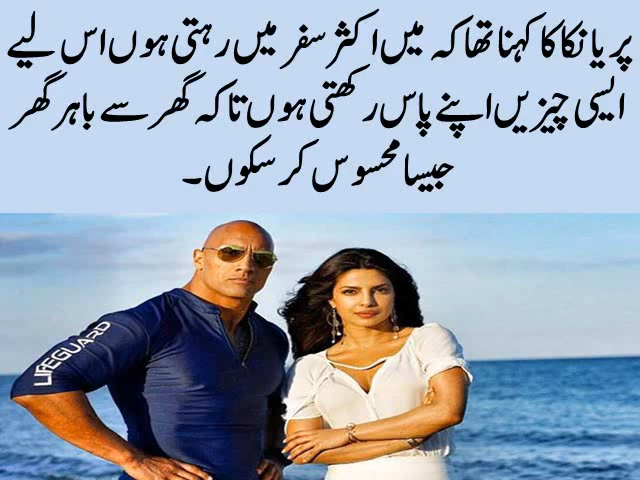 پریانکا کا کہنا تھا کہ میں اکثر سفر میں رہتی ہوں اس لیے
ایسی چیزیں اپنے پاس رکھتی ہوں تاکہ گھر سے باہر گھر
جیسا محسوس کر سکوں۔
LIFEGUARD